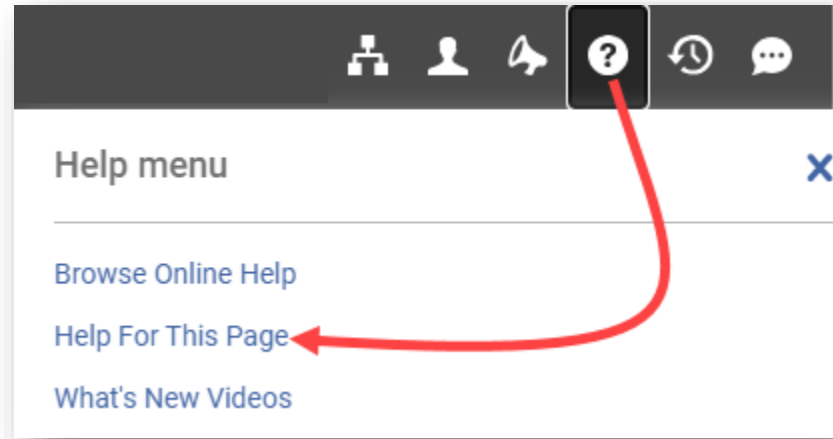 ?
Help menu
Browse Online Help
Help For This Page
What's New Videos